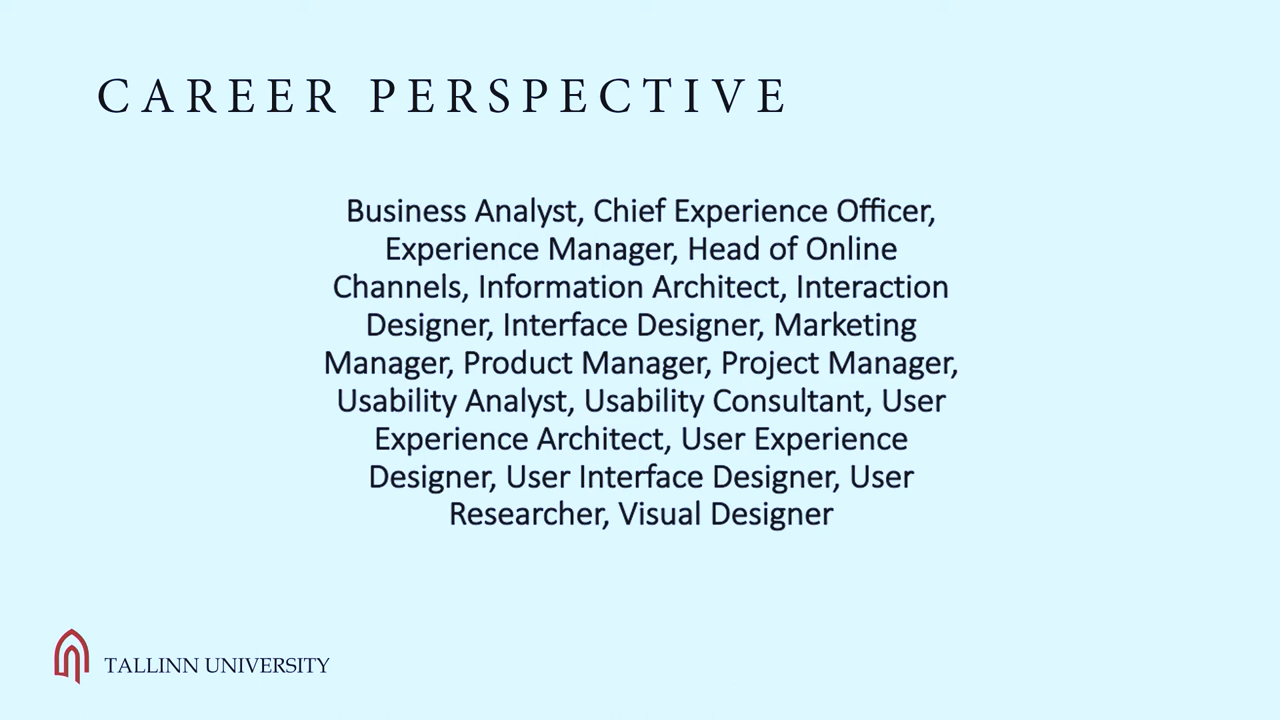 CAREER PERSPECTIVE
Business Analyst, Chief Experience Officer,
Experience Manager, Head of Online
Channels, Information Architect, Interaction
Designer, Interface Designer, Marketing
Manager, Product Manager, Project Manager,
Usability Analyst, Usability Consultant, User
Experience Architect, User Experience
Designer, User Interface Designer, User
Researcher, Visual Designer
TALLINN UNIVERSITY